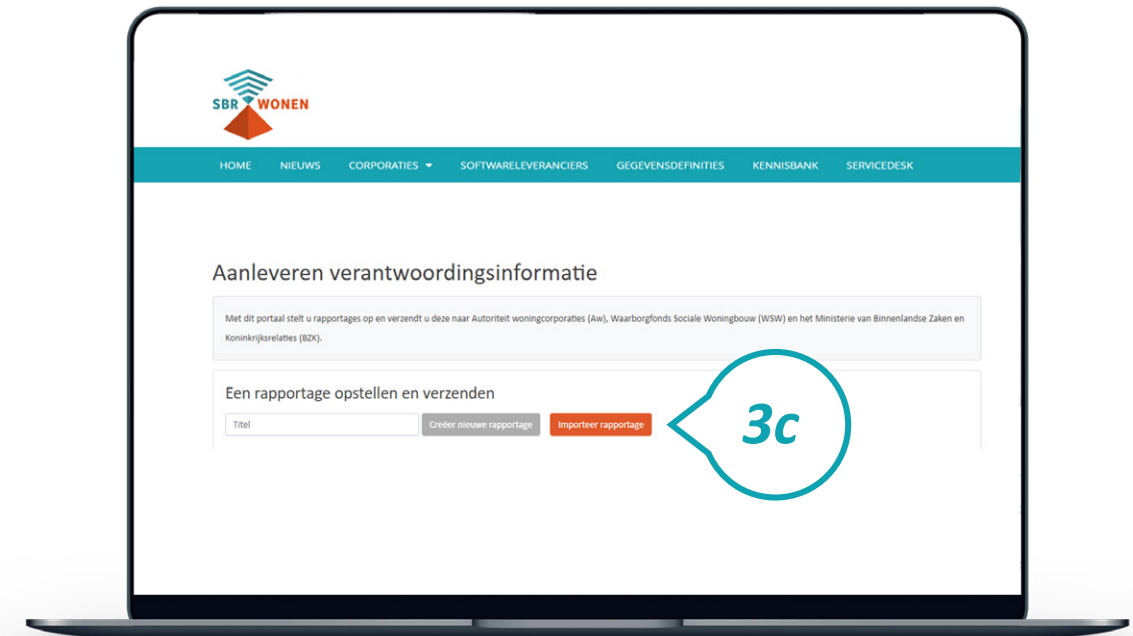 SBR WONEN
HOME NIEUWS CORPORATIES SOFTWARELEVERANCIERS GEGEVENSDEFINITIES KENNISBANK SERVICEDESK
Aanleveren verantwoordingsinformatie
Met dit portaal stelt u rapportages op en verzendt u deze naar Autoriteit woningcorporaties (Aw), Waarborgfonds Sociale Woningbouw (WSW) en het Ministerie van Binnenlandse Zaken en
Koninkrijksrelaties (BZK).
Een rapportage opstellen en verzenden
Titel Creëer nieuwe rapportage Importeer rapportage
3c